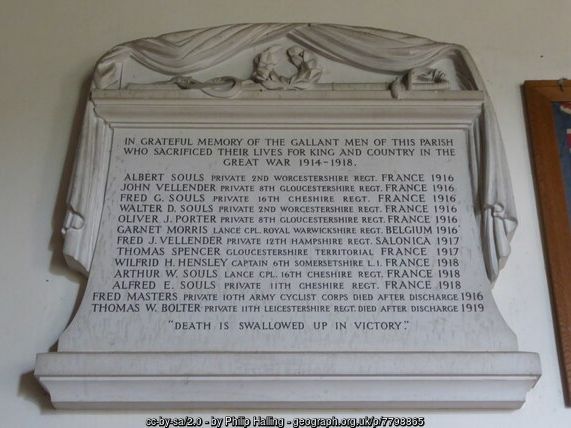 IN GRATEFUL MEMORY OF THE GALLANT MEN OF THIS PARISH
WHO SACRIFICED THEIR LIVES FOR KING AND COUNTRY IN THE
GREAT WAR 1914-1918.
ALBERT SOULS PRIVATE 2ND WORCESTERSHIRE REGT. FRANCE 1916
JOHN VELLENDER PRIVATE 8TH GLOUCESTERSHIRE REGT. FRANCE 1916
FRED G. SOULS PRIVATE 16TH CHESHIRE REGT. FRANCE 1916
WALTER D. SOULS PRIVATE 2ND WORCESTERSHIRE REGT. FRANCE 1916
OLIVER J. PORTER PRIVATE 8TH GLOUCESTERSHIRE REGT. FRANCE 1916
GARNET MORRIS LANCE CPL. ROYAL WARWICKSHIRE REGT. BELGIUM 1916
FRED J. VELLENDER PRIVATE 12TH HAMPSHIRE REGT. SALONICA 1917
THOMAS SPENCER GLOUCESTERSHIRE TERRITORIAL FRANCE 1917
WILFRID H. HENSLEY CAPTAIN 6TH SOMERSETSHIRE L.I. FRANCE 1918
ARTHUR W. SOULS LANCE CPL. 16TH CHESHIRE REGT. FRANCE 1918
ALFRED E. SOULS PRIVATE 11TH CHESHIRE REGT. FRANCE 1918
FRED MASTERS PRIVATE 10TH ARMY CYCLIST CORPS DIED AFTER DISCHARGE 1916
THOMAS W. BOLTER PRIVATE 11TH LEICESTERSHIRE REGT. DIED AFTER DISCHARGE 1919
"DEATH IS SWALLOWED UP IN VICTORY."
cc-by-sa/2.0 - by Philip Halling - geograph.org.uk/p/7798865